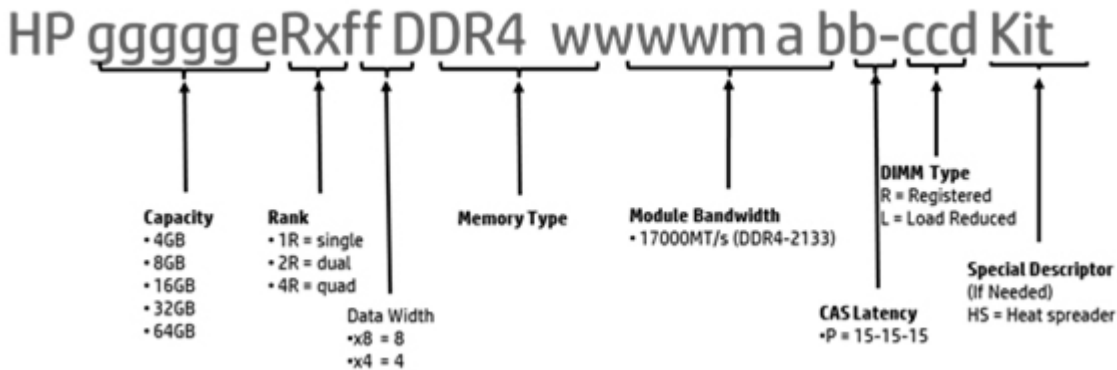 HP ggggg eRxff DDR4 wwwwm a bb-ccd Kit
Capacity
• 4GB
• 8GB
• 16GB
• 32GB
• 64GB
Rank
• 1R = single
• 2R = dual
• 4R = quad
Data Width
•x8 = 8
•x4 = 4
Memory Type
Module Bandwidth
• 17000MT/s (DDR4-2133)
CAS Latency
•P = 15-15-15
DIMM Type
R = Registered
L = Load Reduced
Special Descriptor
(If Needed)
HS = Heat spreader